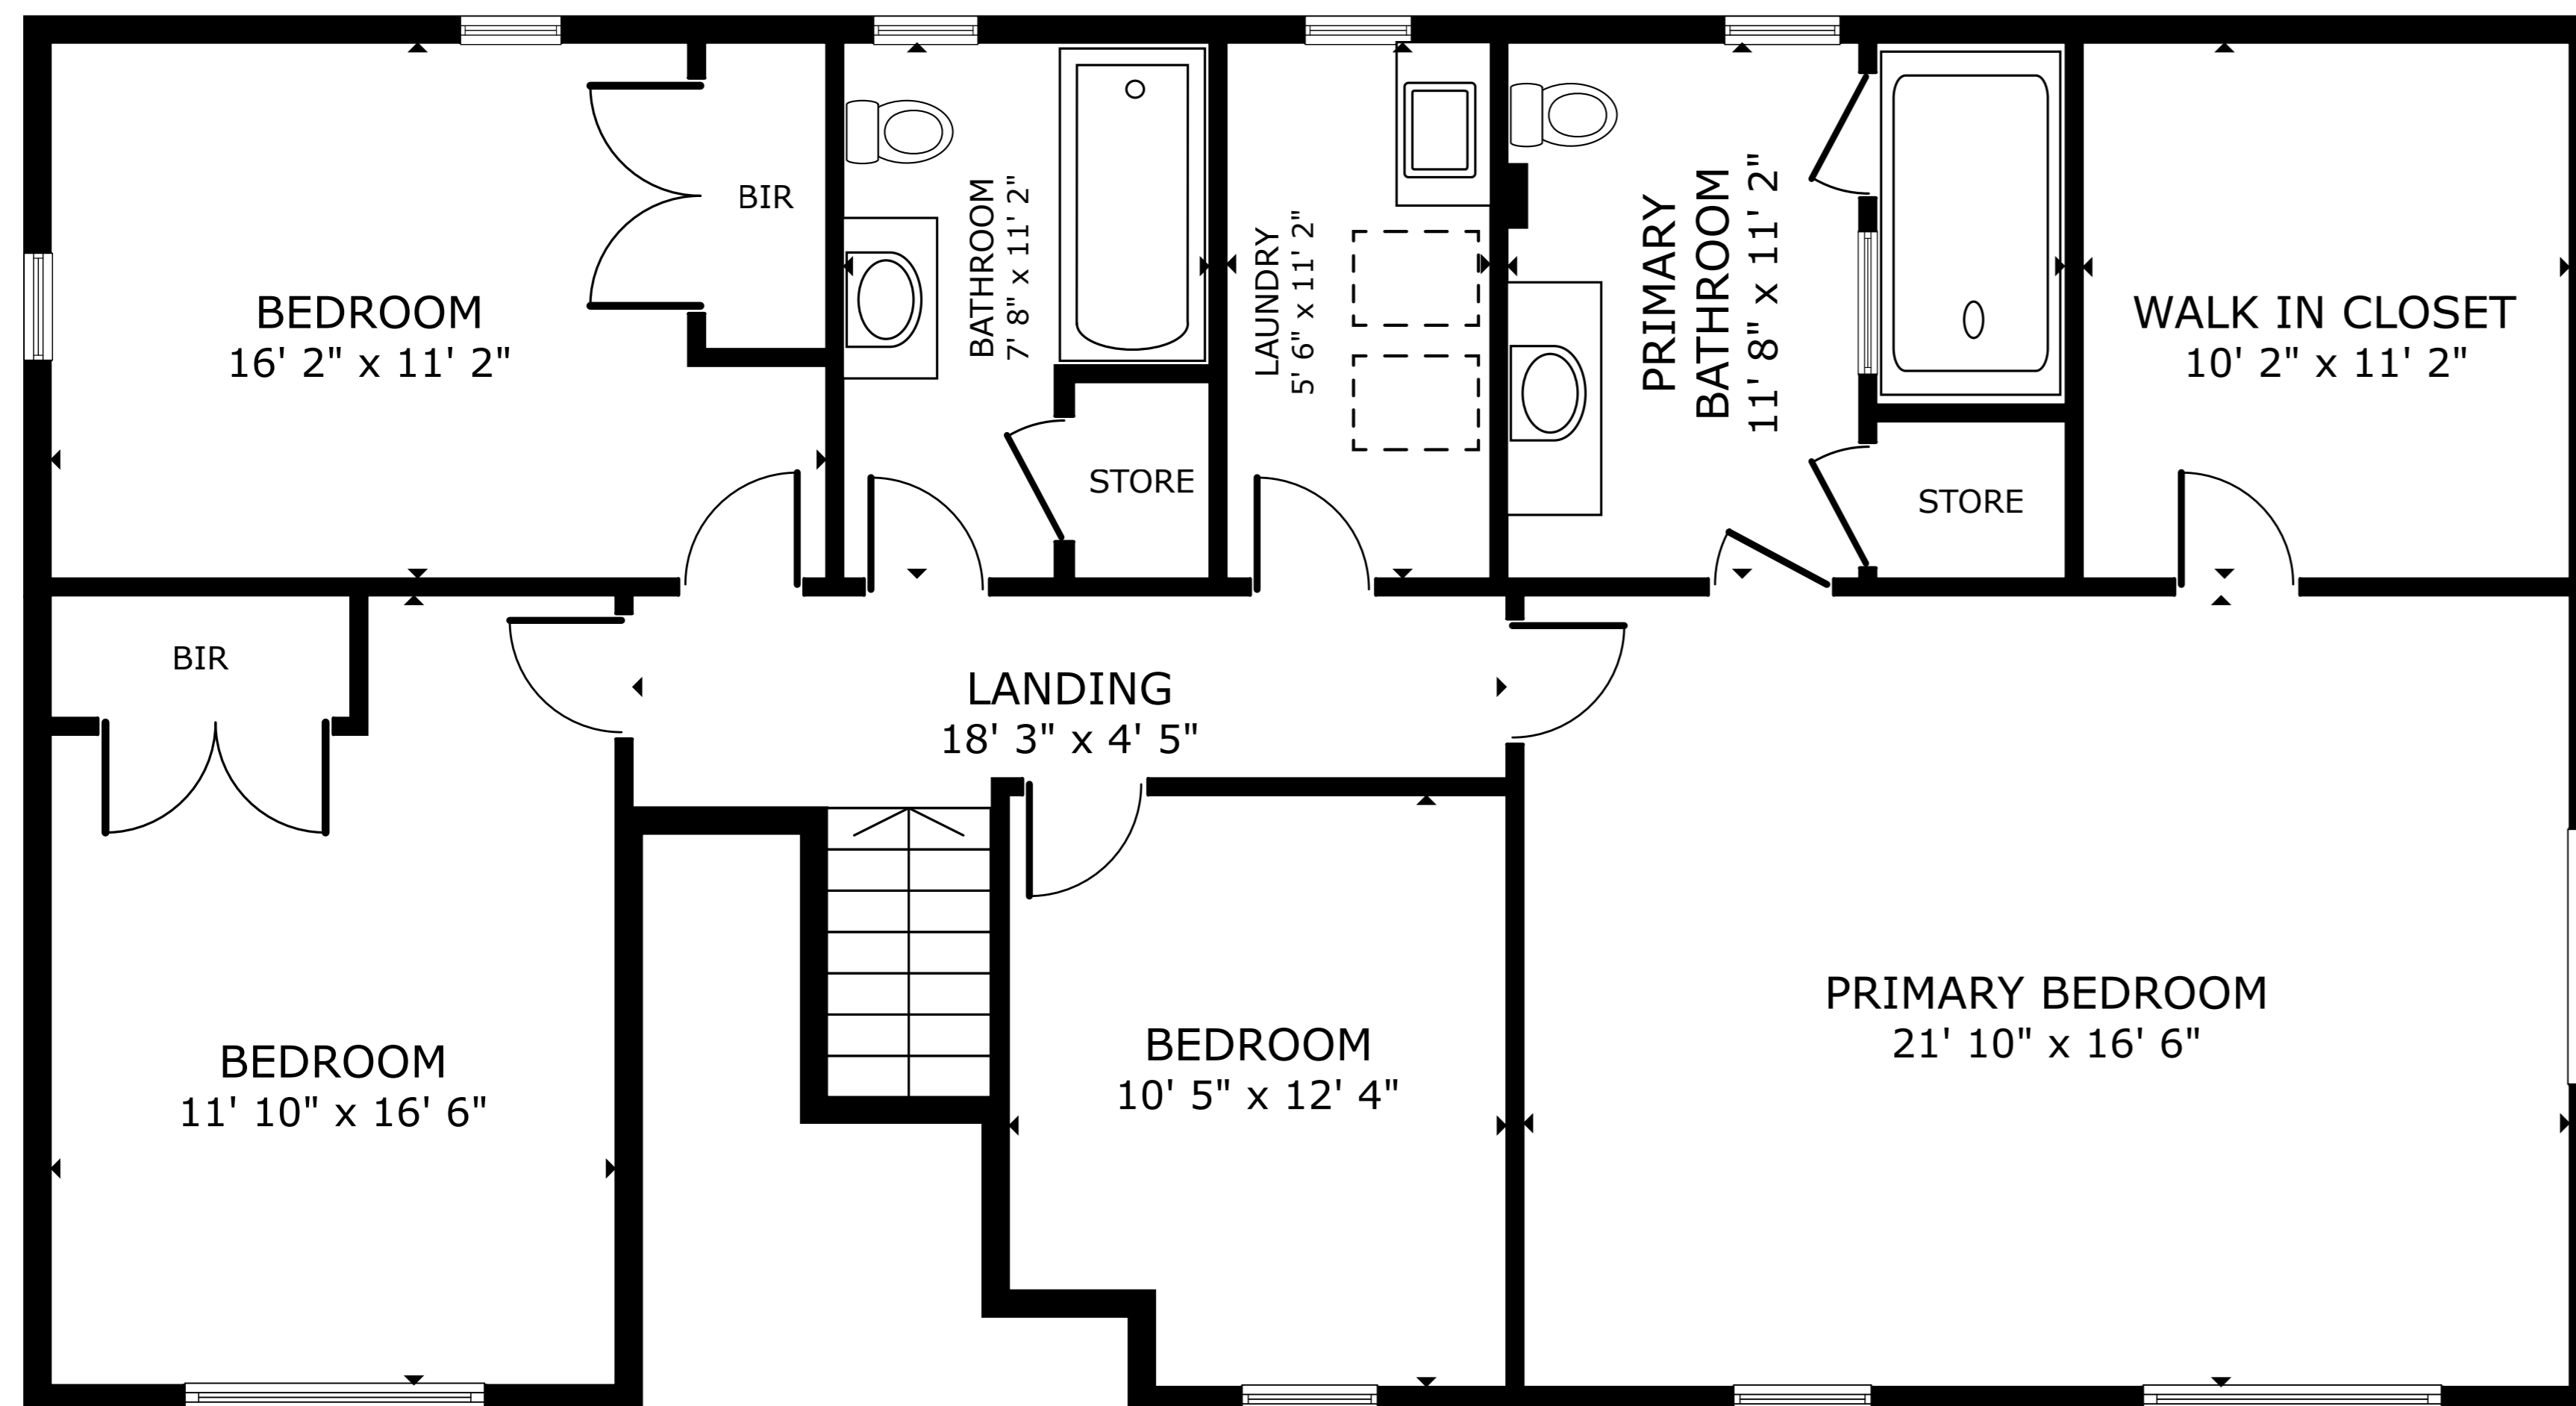 BEDROOM
16' 2" x 11' 2"
BIR
BATHROOM
7' 8" x 11' 2"
LAUNDRY
5' 6" x 11' 2"
PRIMARY
BATHROOM
11' 8" x 11' 2"
WALK IN CLOSET
10' 2" x 11' 2"
STORE
STORE
BIR
LANDING
18' 3" x 4' 5"
BEDROOM
11' 10" x 16' 6"
BEDROOM
10' 5" x 12' 4"
PRIMARY BEDROOM
21' 10" x 16' 6"